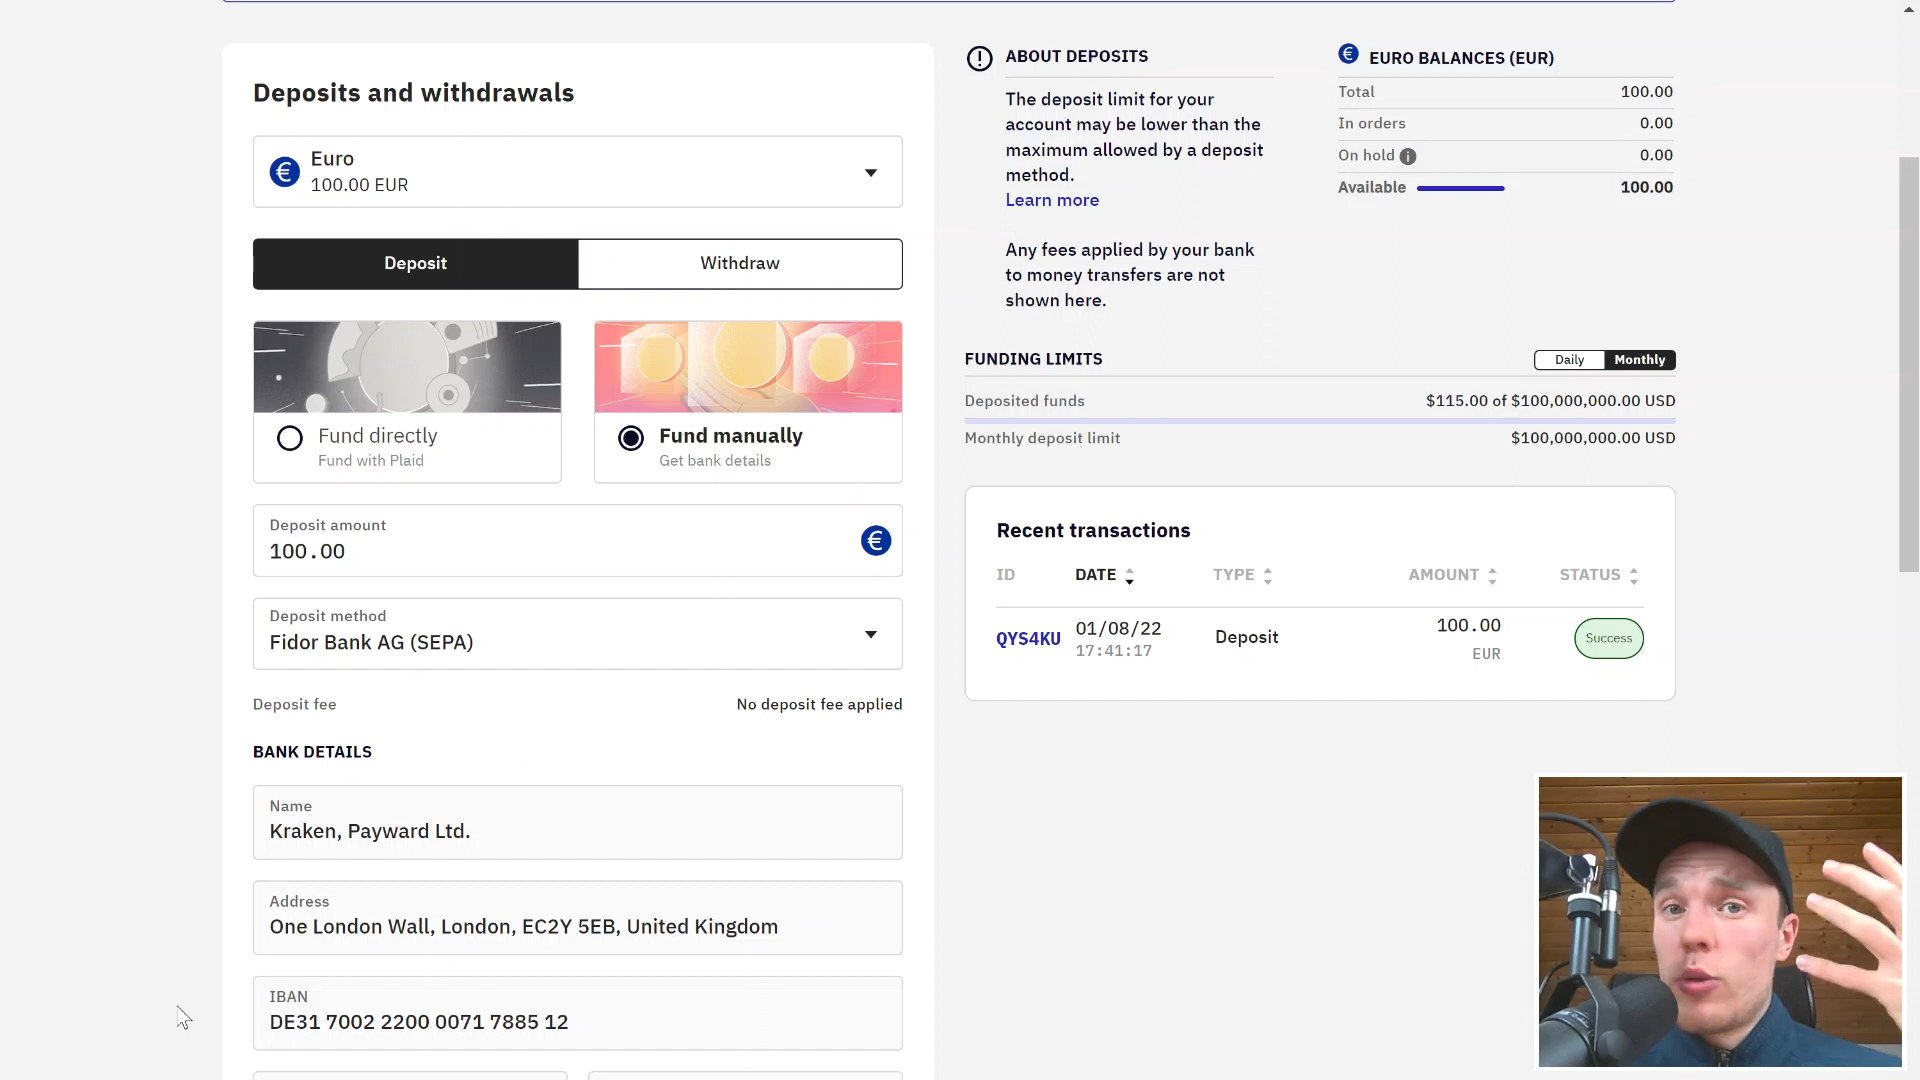 Deposits and withdrawals
Euro
100.00 EUR
Deposit
Withdraw
Fund directly
Fund with Plaid
Fund manually
Get bank details
Deposit amount
100.00
€
Deposit method
Fidor Bank AG (SEPA)
Deposit fee
No deposit fee applied
BANK DETAILS
Name
Kraken, Payward Ltd.
Address
One London Wall, London, EC2Y 5EB, United Kingdom
IBAN
DE31 7002 2200 0071 7885 12
ABOUT DEPOSITS
The deposit limit for your
account may be lower than the
maximum allowed by a deposit
method.
Learn more
Any fees applied by your bank
to money transfers are not
shown here.
€ EURO BALANCES (EUR)
Total 100.00
In orders 0.00
On hold 0.00
Available 100.00
FUNDING LIMITS
Daily Monthly
Deposited funds $115.00 of $100,000,000.00 USD
Monthly deposit limit $100,000,000.00 USD
Recent transactions
ID DATE TYPE AMOUNT STATUS
QYS4KU 01/08/22 Deposit 100.00 Success
17:41:17 EUR